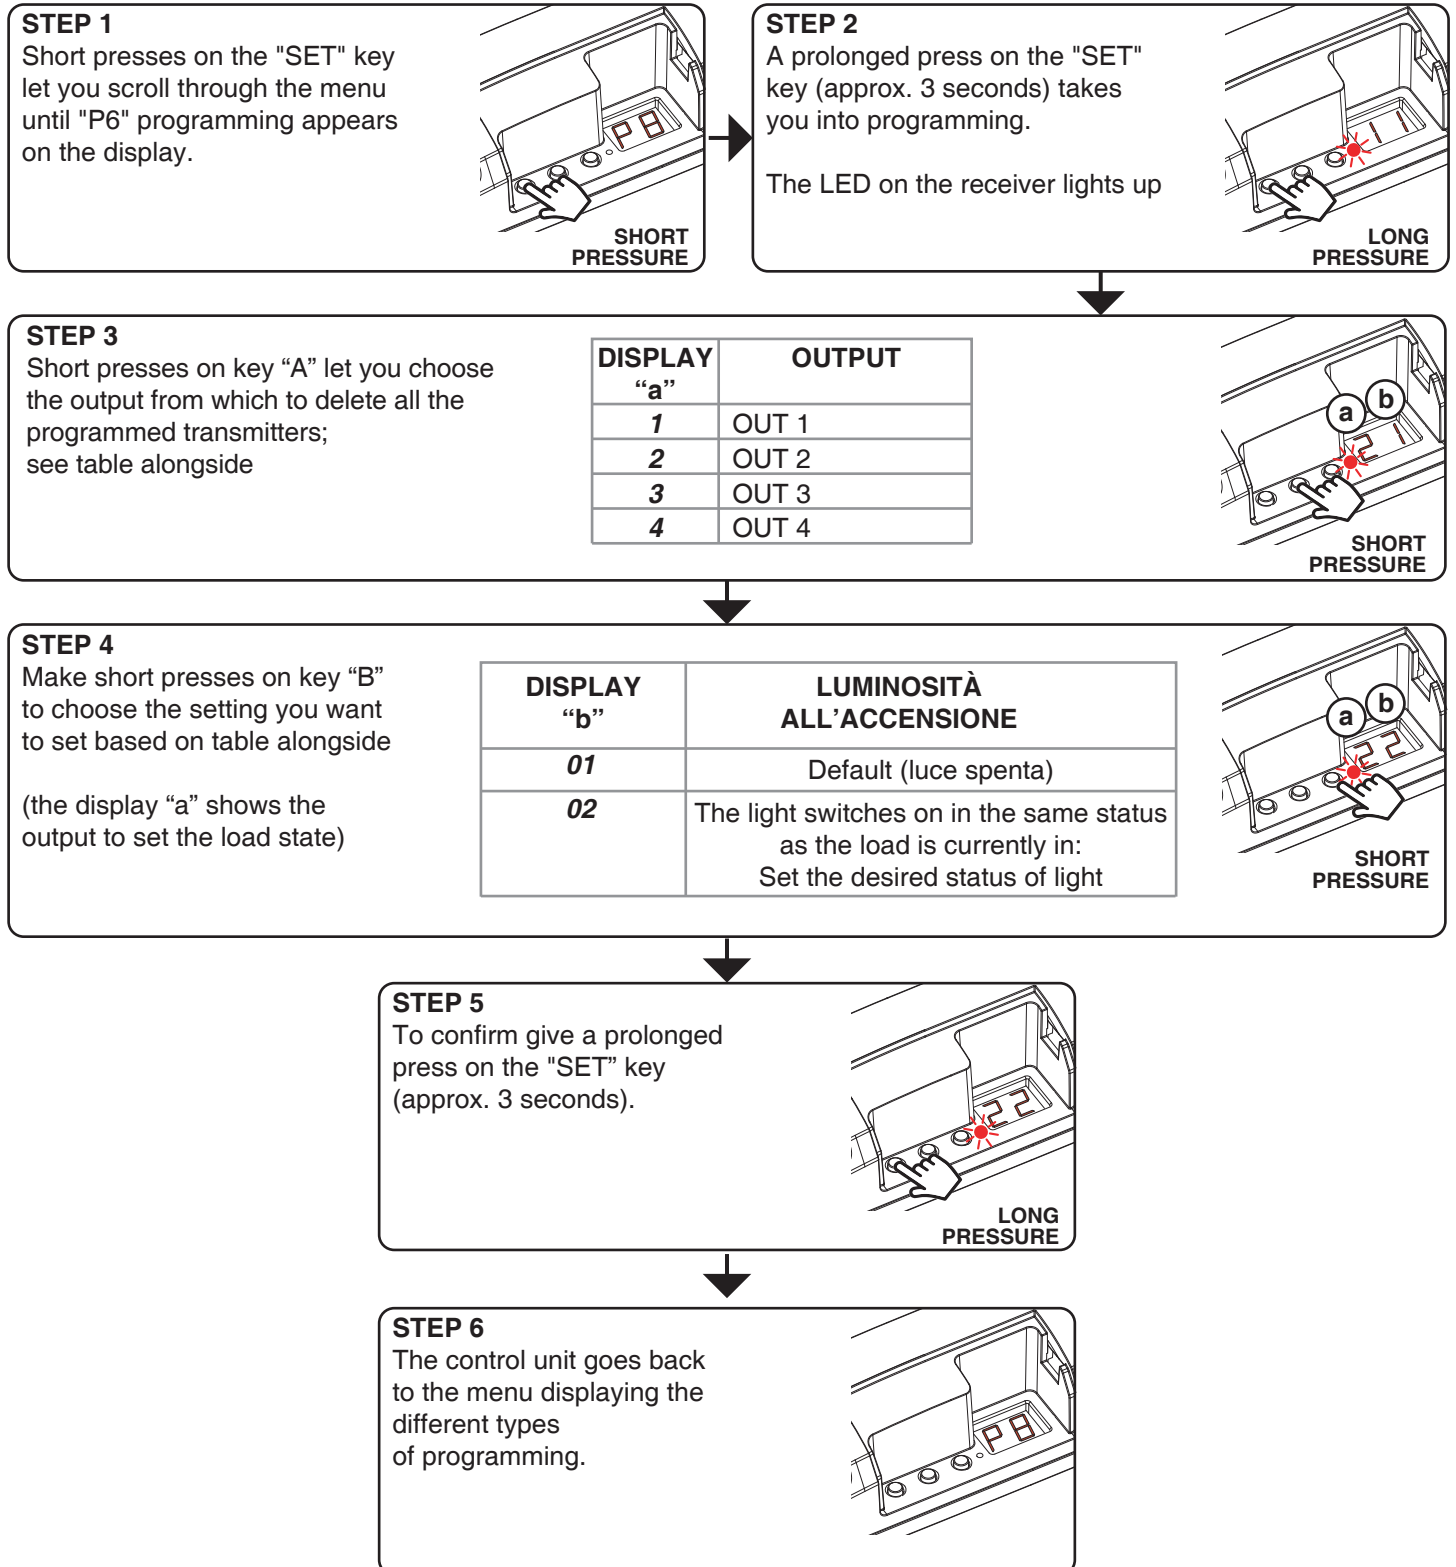 STEP 1
Short presses on the "SET" key
let you scroll through the menu
until "P6" programming appears
on the display.
P8
SHORT
PRESSURE
STEP 2
A prolonged press on the "SET"
key (approx. 3 seconds) takes
you into programming.
The LED on the receiver lights up
11
LONG
PRESSURE
STEP 3
Short presses on key “A” let you choose
the output from which to delete all the
programmed transmitters;
see table alongside
DISPLAY OUTPUT
“a”
1 OUT 1
2 OUT 2
3 OUT 3
4 OUT 4
a b
21
SHORT
PRESSURE
STEP 4
Make short presses on key “B”
to choose the setting you want
to set based on table alongside
(the display “a” shows the
output to set the load state)
DISPLAY LUMINOSITÀ
“b” ALL’ACCENSIONE
01 Default (luce spenta)
02 The light switches on in the same status
as the load is currently in:
Set the desired status of light
a b
22
SHORT
PRESSURE
STEP 5
To confirm give a prolonged
press on the "SET” key
(approx. 3 seconds).
22
LONG
PRESSURE
STEP 6
The control unit goes back
to the menu displaying the
different types
of programming.
P8